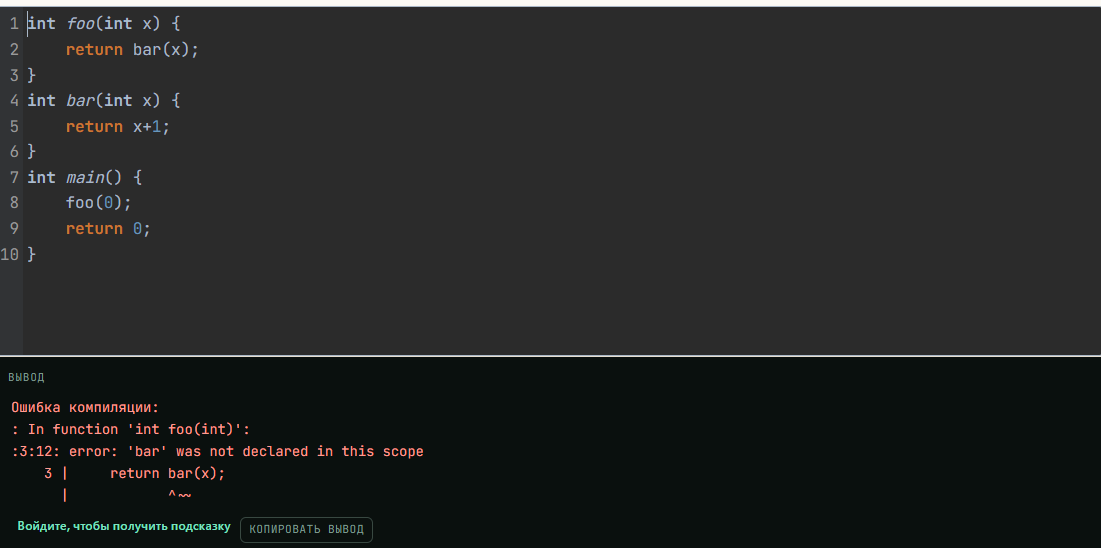 1 int foo(int x) {
2     return bar(x);
3 }
4 int bar(int x) {
5     return x+1;
6 }
7 int main() {
8     foo(0);
9     return 0;
10 }
ВЫВОД
Ошибка компиляции:
: In function 'int foo(int)':
:3:12: error: 'bar' was not declared in this scope
    3 |     return bar(x);
      |            ^~~
Войдите, чтобы получить подсказку КОПИРОВАТЬ ВЫВОД